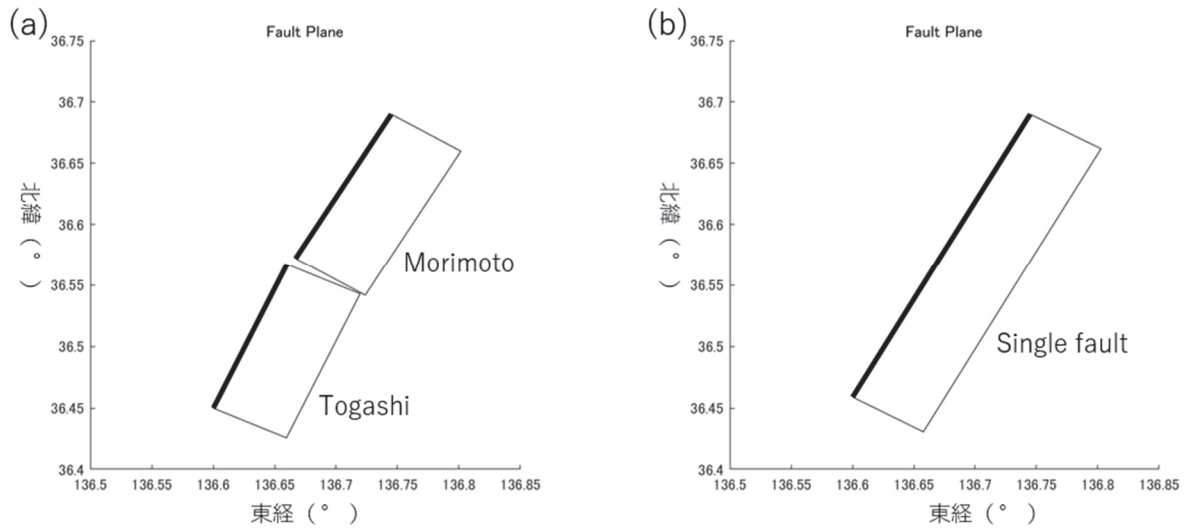 (a)
Fault Plane
36.75
36.7
36.65
36.6
36.55
36.5
36.45
36.4
北緯（°）
Morimoto
Togashi
136.5 136.55 136.6 136.65 136.7 136.75 136.8 136.85
東経（° ）
(b)
Fault Plane
36.75
36.7
36.65
36.6
36.55
36.5
36.45
36.4
北緯（°）
Single fault
136.5 136.55 136.6 136.65 136.7 136.75 136.8 136.85
東経（° ）